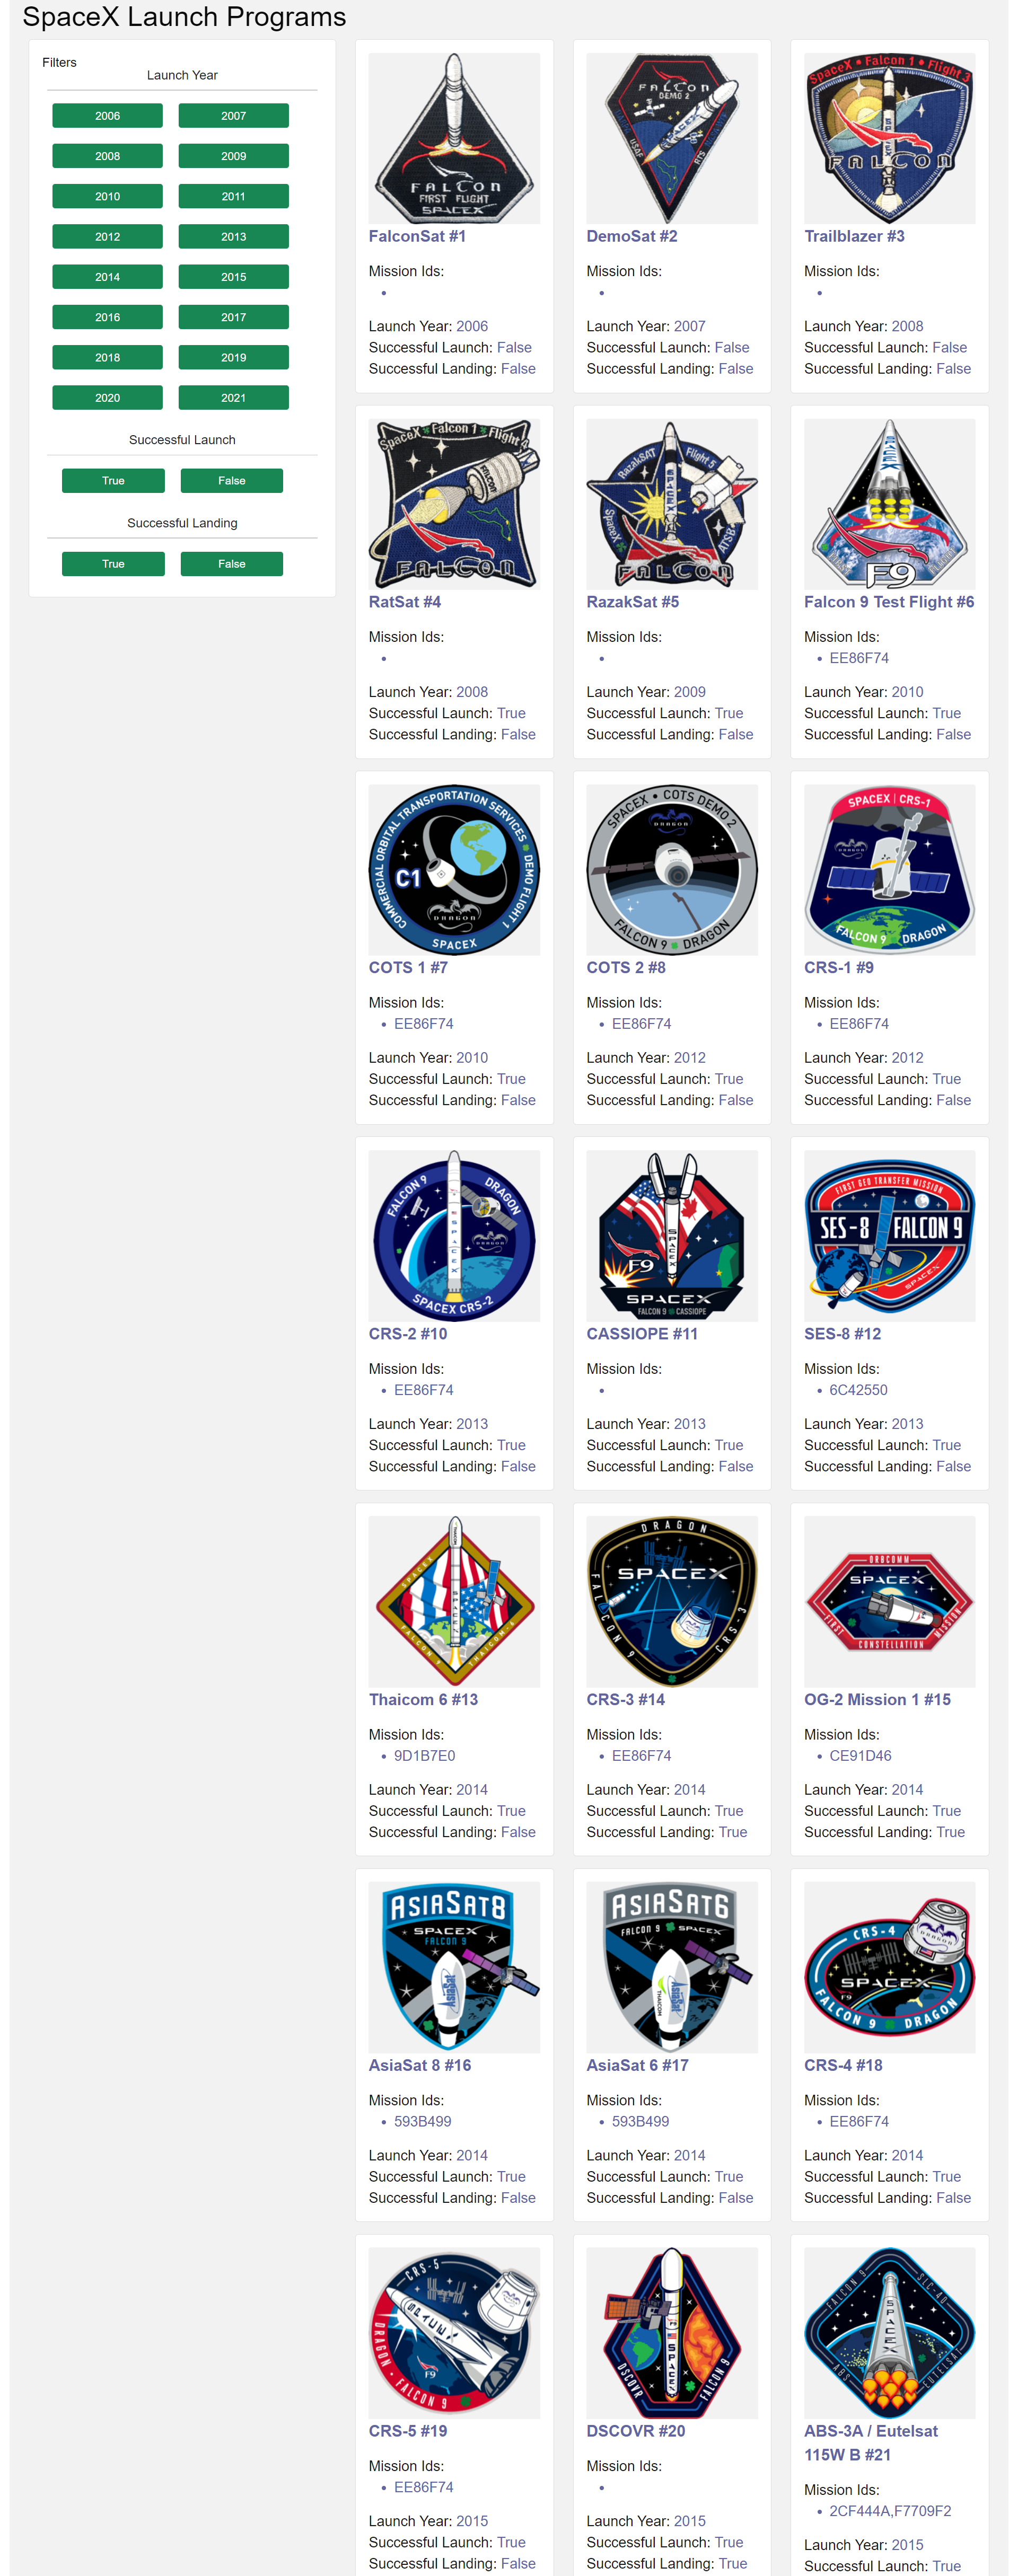 SpaceX Launch Programs
Filters
Launch Year
2006
2007
2008
2009
2010
2011
2012
2013
2014
2015
2016
2017
2018
2019
2020
2021
Successful Launch
True
False
Successful Landing
True
False
FALCON
FIRST FLIGHT
SPACEX
FalconSat #1
Mission Ids:
•
Launch Year: 2006
Successful Launch: False
Successful Landing: False
FALCON
DEMO 2
SPACEX
USAF
DemoSat #2
Mission Ids:
•
Launch Year: 2007
Successful Launch: False
Successful Landing: False
SpaceX • Falcon 1 • Flight 3
SPACEX
FALCON
Trailblazer #3
Mission Ids:
•
Launch Year: 2008
Successful Launch: False
Successful Landing: False
SpaceX Falcon 1 Flight 4
FALCON
FALCON
RatSat #4
Mission Ids:
•
Launch Year: 2008
Successful Launch: True
Successful Landing: False
RazakSAT Flight 5
SPACEX
SpaceX
ATSB
FALCON
RazakSat #5
Mission Ids:
•
Launch Year: 2009
Successful Launch: True
Successful Landing: False
SPACEX
F9
Falcon 9 Test Flight #6
Mission Ids:
• EE86F74
Launch Year: 2010
Successful Launch: True
Successful Landing: False
COMMERCIAL ORBITAL TRANSPORTATION SERVICES DEMO FLIGHT 1
C1
DRAGON
SPACEX
COTS 1 #7
Mission Ids:
• EE86F74
Launch Year: 2010
Successful Launch: True
Successful Landing: False
SPACEX • COTS DEMO 2
DRAGON
FALCON 9 DRAGON
COTS 2 #8
Mission Ids:
• EE86F74
Launch Year: 2012
Successful Launch: True
Successful Landing: False
SPACEX | CRS-1
DRAGON
FALCON 9 DRAGON
CRS-1 #9
Mission Ids:
• EE86F74
Launch Year: 2012
Successful Launch: True
Successful Landing: False
FALCON 9 DRAGON
SPACEX
DRAGON
SPACEX CRS-2
CRS-2 #10
Mission Ids:
• EE86F74
Launch Year: 2013
Successful Launch: True
Successful Landing: False
SPACEX
F9
SPACEX
FALCON 9 CASSIOPE
CASSIOPE #11
Mission Ids:
•
Launch Year: 2013
Successful Launch: True
Successful Landing: False
FIRST GEO TRANSFER MISSION
SES-8 FALCON 9
SPACEX
SES-8 #12
Mission Ids:
• 6C42550
Launch Year: 2013
Successful Launch: True
Successful Landing: False
THAICOM
SPACEX
SPACEX
FALCON 9 THAICOM-6
Thaicom 6 #13
Mission Ids:
• 9D1B7E0
Launch Year: 2014
Successful Launch: True
Successful Landing: False
DRAGON
SPACEX
FALCON 9
CRS-3
CRS-3 #14
Mission Ids:
• EE86F74
Launch Year: 2014
Successful Launch: True
Successful Landing: True
ORBCOMM
SPACEX
FIRST CONSTELLATION MISSION
OG-2 Mission 1 #15
Mission Ids:
• CE91D46
Launch Year: 2014
Successful Launch: True
Successful Landing: True
ASIASAT8
SPACEX
FALCON 9
AsiaSat
AsiaSat 8 #16
Mission Ids:
• 593B499
Launch Year: 2014
Successful Launch: True
Successful Landing: False
ASIASAT6
FALCON 9 SPACEX
THAICOM
AsiaSat
AsiaSat 6 #17
Mission Ids:
• 593B499
Launch Year: 2014
Successful Launch: True
Successful Landing: False
CRS-4
DRAGON
SPACEX
F9
FALCON 9 DRAGON
CRS-4 #18
Mission Ids:
• EE86F74
Launch Year: 2014
Successful Launch: True
Successful Landing: False
CRS-5
SPACEX
F9
DRAGON • FALCON 9
CRS-5 #19
Mission Ids:
• EE86F74
Launch Year: 2015
Successful Launch: True
Successful Landing: False
F9
SPACEX
DSCOVR FALCON 9
DSCOVR #20
Mission Ids:
•
Launch Year: 2015
Successful Launch: True
Successful Landing: True
FALCON 9 SLC-40
SPACEX
ABS EUTELSAT
ABS-3A / Eutelsat
115W B #21
Mission Ids:
• 2CF444A,F7709F2
Launch Year: 2015
Successful Launch: True